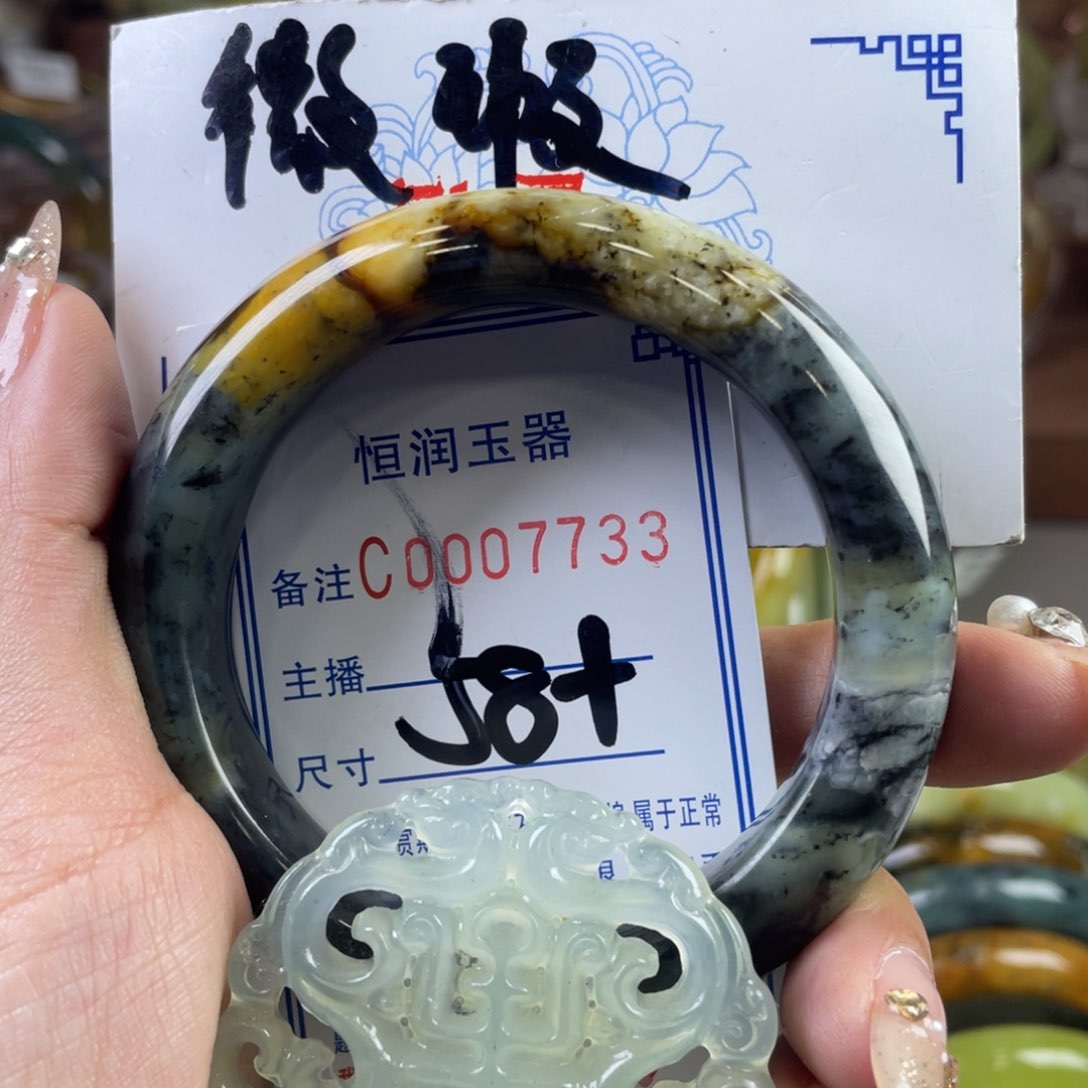 微瑕
恒润玉器
备注C0007733
主播
尺寸 58+
属于正常